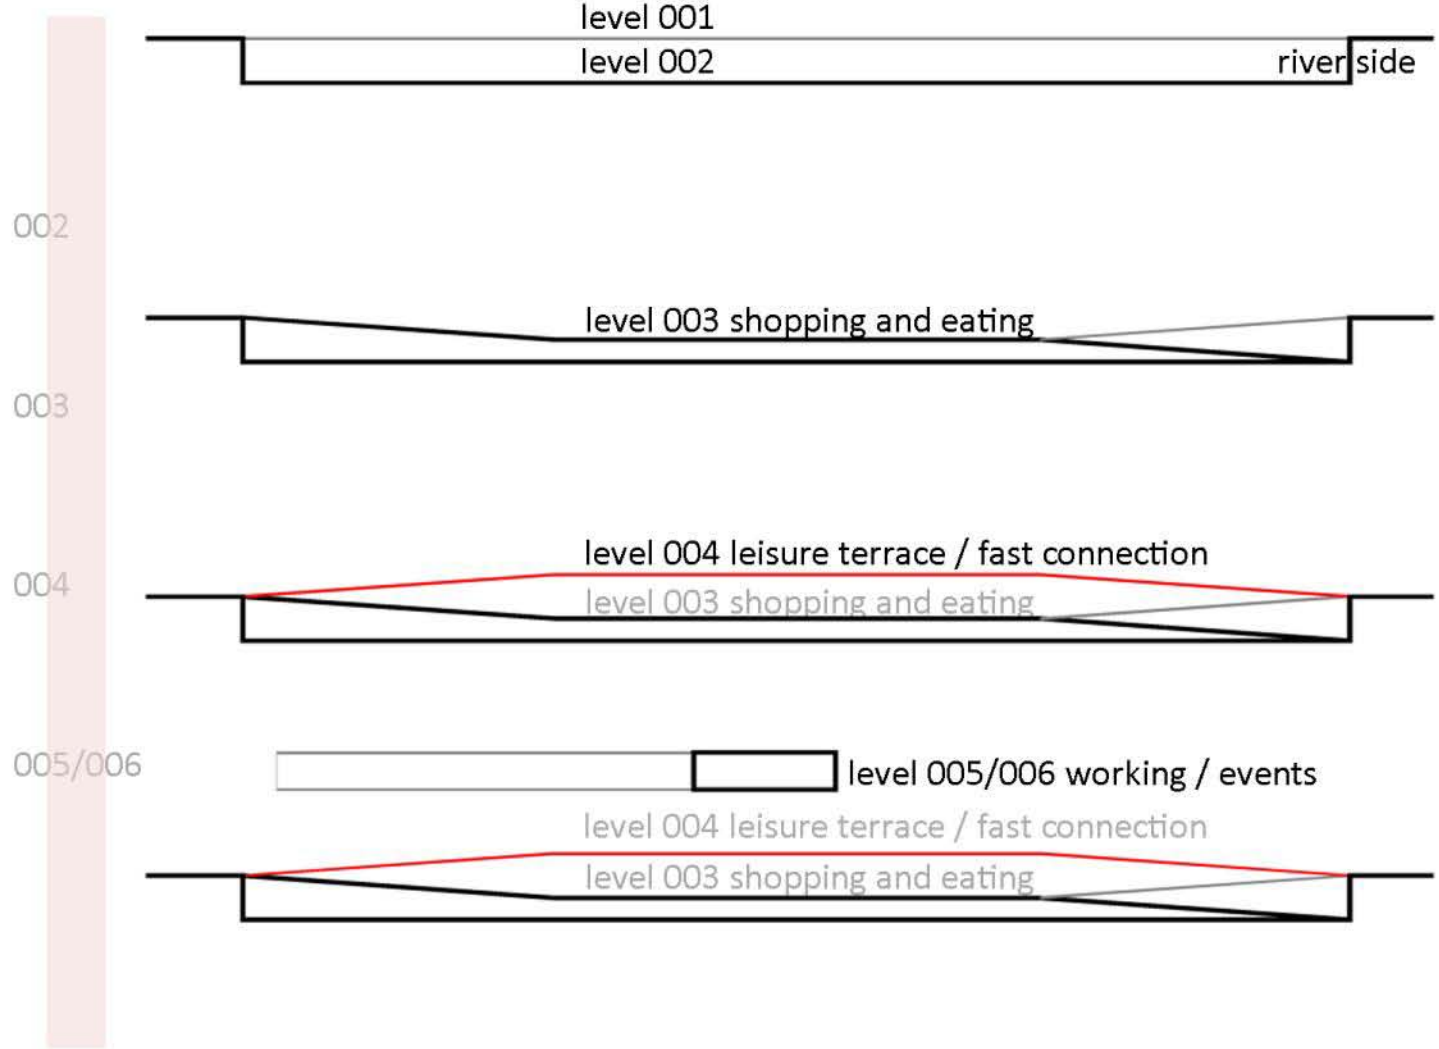 level 001
level 002
river side
002
level 003 shopping and eating
003
level 004 leisure terrace / fast connection
004
level 003 shopping and eating
005/006
level 005/006 working / events
level 004 leisure terrace / fast connection
level 003 shopping and eating